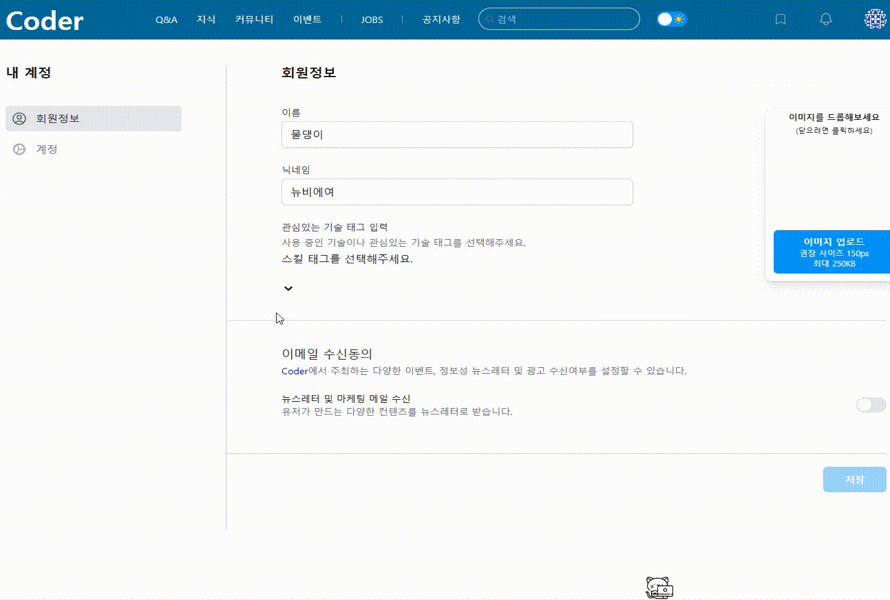 Coder
Q&A 지식 커뮤니티 이벤트 | JOBS | 공지사항 검색
내 계정
회원정보
계정
회원정보
이름
물댕이
닉네임
뉴비에여
관심있는 기술 태그 입력
사용 중인 기술이나 관심있는 기술 태그를 선택해주세요.
스킬 태그를 선택해주세요.
이미지를 드롭해보세요
(닫으려면 클릭하세요)
이미지 업로드
권장 사이즈 150px
최대 250KB
이메일 수신동의
Coder에서 주최하는 다양한 이벤트, 정보성 뉴스레터 및 광고 수신여부를 설정할 수 있습니다.
뉴스레터 및 마케팅 메일 수신
유저가 만드는 다양한 컨텐츠를 뉴스레터로 받습니다.
저장